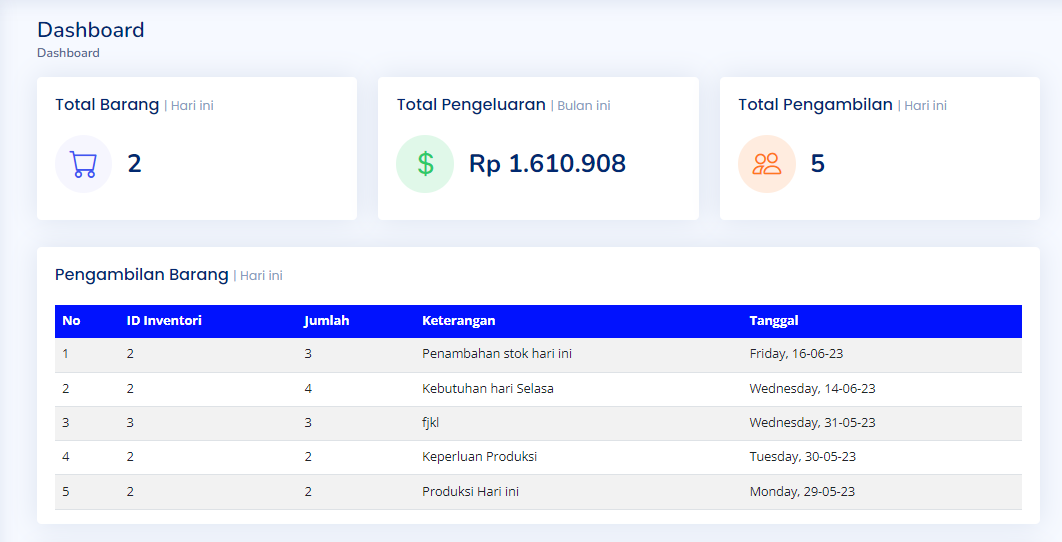 Dashboard
Dashboard
Total Barang | Hari ini
2
Total Pengeluaran | Bulan ini
$ Rp 1.610.908
Total Pengambilan | Hari ini
5
Pengambilan Barang | Hari ini
No ID Inventori Jumlah Keterangan Tanggal
1 2 3 Penambahan stok hari ini Friday, 16-06-23
2 2 4 Kebutuhan hari Selasa Wednesday, 14-06-23
3 3 3 fjkl Wednesday, 31-05-23
4 2 2 Keperluan Produksi Tuesday, 30-05-23
5 2 2 Produksi Hari ini Monday, 29-05-23